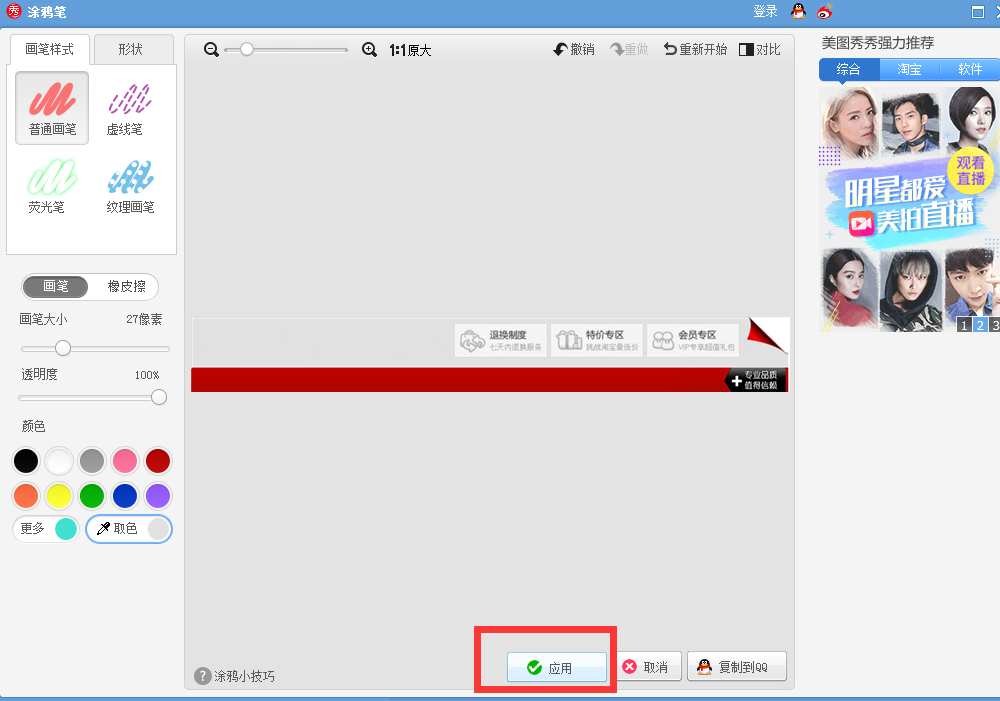 秀 涂鸦笔
登录
画笔样式 形状
普通画笔 虚线笔
荧光笔 纹理画笔
画笔 橡皮擦
画笔大小 27像素
透明度 100%
颜色
更多 取色
1:1原大
撤销 重做 重新开始 对比
退换制度
七天内退换服务
特价专区
挑战淘宝最低价
会员专区
VIP专享超值礼包
专业品质
值得信赖
? 涂鸦小技巧
应用 取消 复制到QQ
美图秀秀强力推荐
综合 淘宝 软件
观看
直播
明星都爱
美拍直播
1 2 3